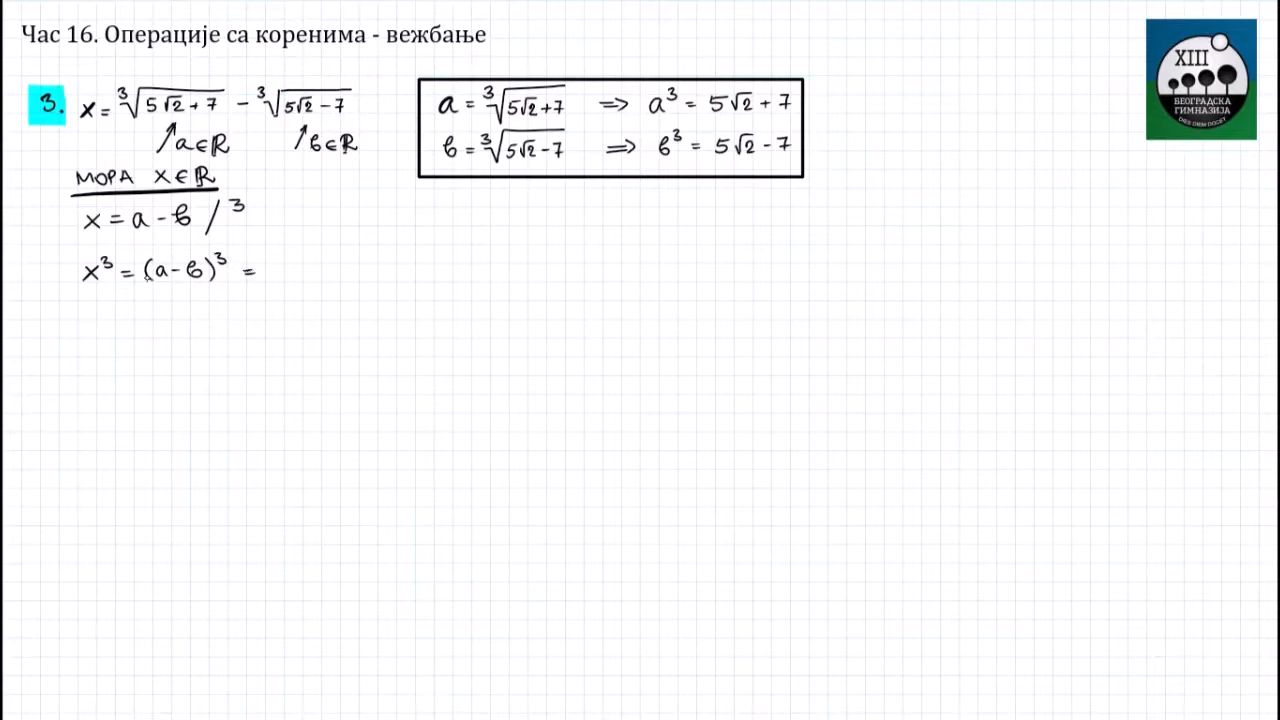 Час 16. Операције са коренима - вежбање
XIII
БЕОГРАДСКА
ГИМНАЗИЈА
3. x = ∛(5√2 + 7) - ∛(5√2 - 7)
a∈ℝ в∈ℝ
МОРА x∈ℝ
x = a - в / 3
x³ = (a - в)³ =
a = ∛(5√2+7) ⇒ a³ = 5√2 + 7
в = ∛(5√2-7) ⇒ в³ = 5√2 - 7